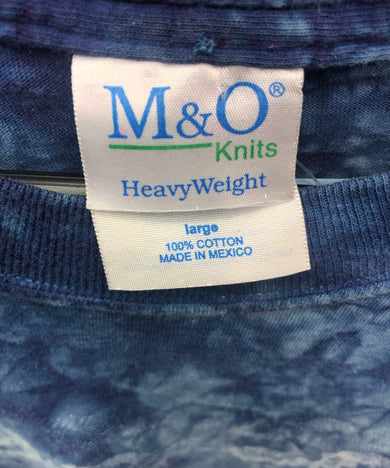 M&O®
Knits
HeavyWeight
large
100% COTTON
MADE IN MEXICO